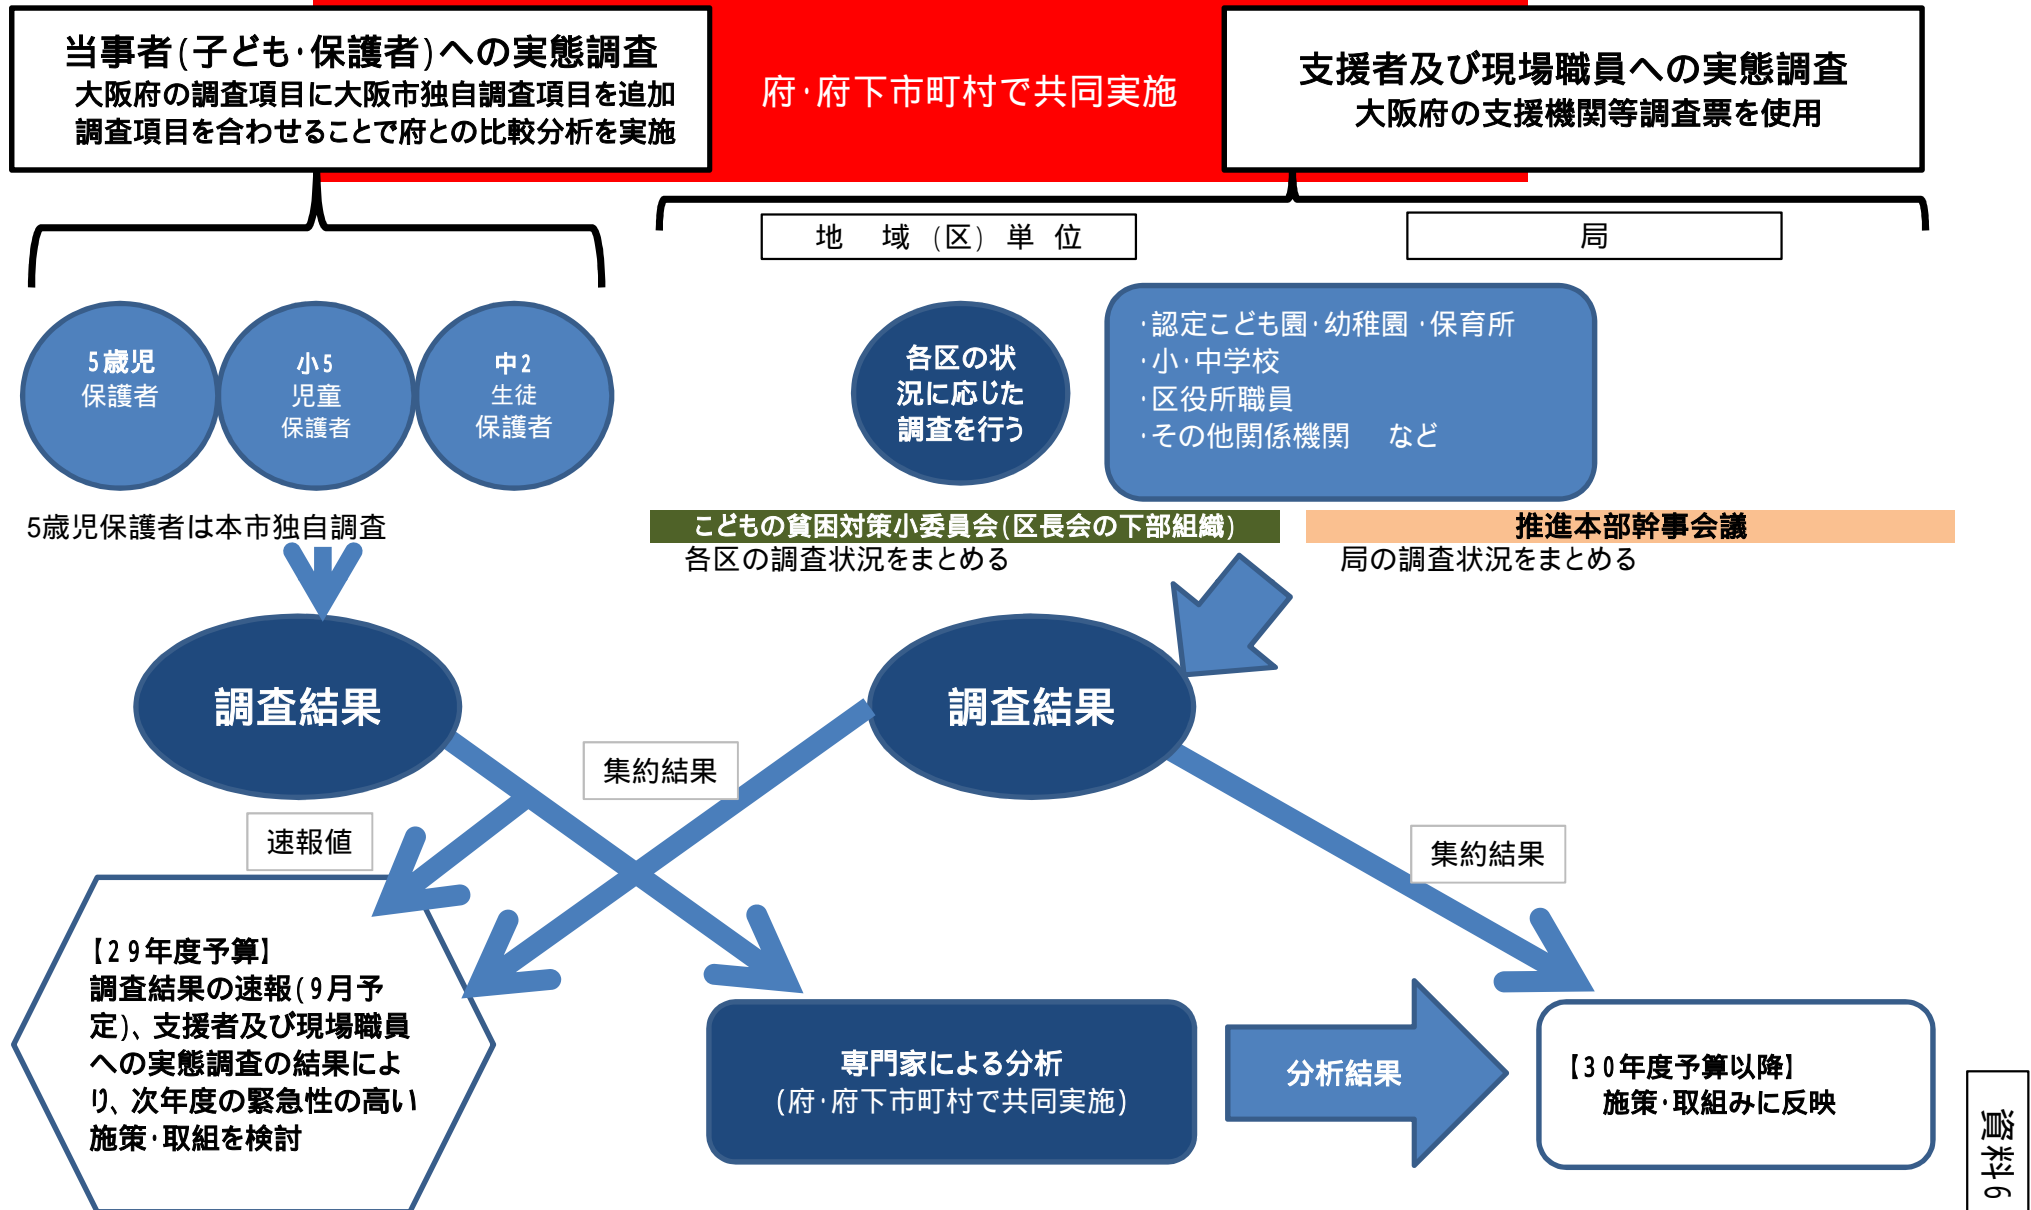 当事者(子ども･保護者)への実態調査
大阪府の調査項目に大阪市独自調査項目を追加
調査項目を合わせることで府との比較分析を実施
府･府下市町村で共同実施
支援者及び現場職員への実態調査
大阪府の支援機関等調査票を使用
地　域 (区) 単 位
局
5歳児
保護者
小5
児童
保護者
中2
生徒
保護者
各区の状
況に応じた
調査を行う
･認定こども園･幼稚園 ･保育所
･小･中学校
･区役所職員
･その他関係機関　など
5歳児保護者は本市独自調査
こどもの貧困対策小委員会(区長会の下部組織)
各区の調査状況をまとめる
推進本部幹事会議
局の調査状況をまとめる
調査結果
調査結果
集約結果
速報値
集約結果
【29年度予算】
調査結果の速報(9月予
定)、支援者及び現場職員
への実態調査の結果によ
り、次年度の緊急性の高い
施策･取組を検討
専門家による分析
(府･府下市町村で共同実施)
分析結果
【30年度予算以降】
施策･取組みに反映
資料6